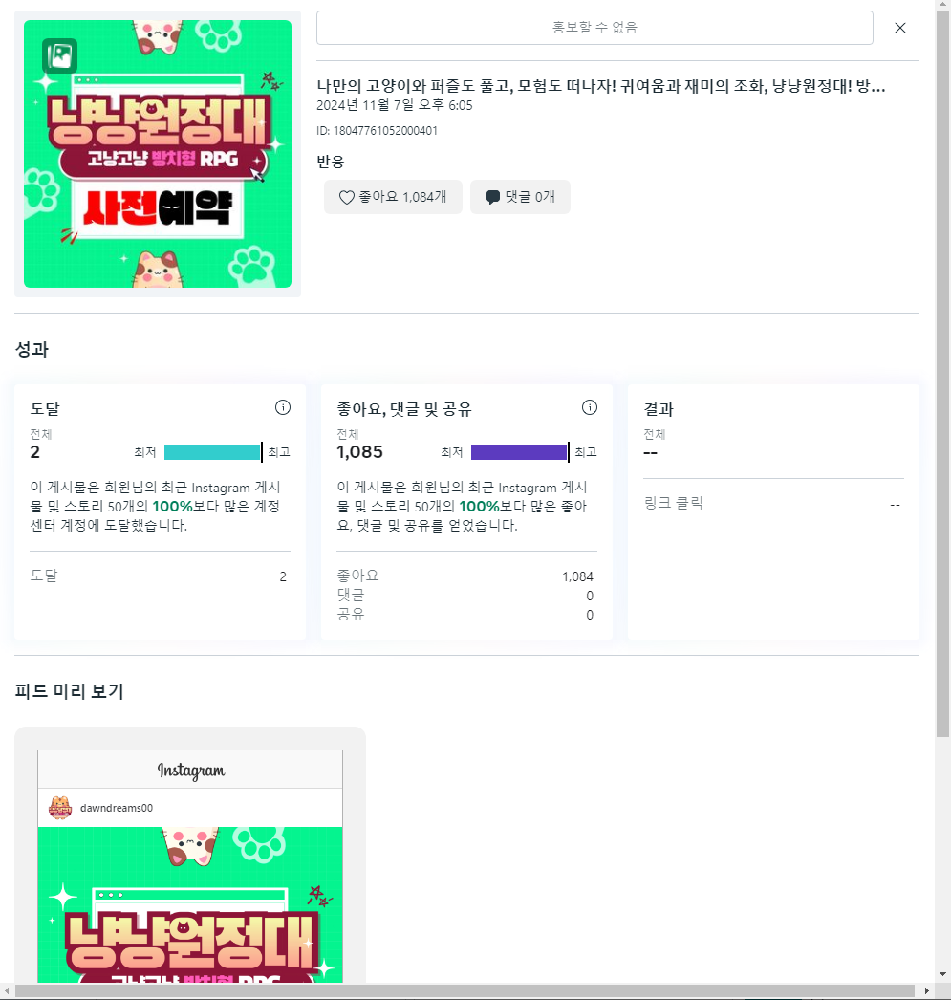 홍보할 수 없음
나만의 고양이와 퍼즐도 풀고, 모험도 떠나자! 귀여움과 재미의 조화, 냥냥원정대! 방...
2024년 11월 7일 오후 6:05
ID: 18047761052000401
반응
좋아요 1,084개
댓글 0개
냥냥원정대
고냥고냥 방치형 RPG
사전예약
성과
도달
전체
2
최저
최고
이 게시물은 회원님의 최근 Instagram 게시
물 및 스토리 50개의 100%보다 많은 계정
센터 계정에 도달했습니다.
도달 2
좋아요, 댓글 및 공유
전체
1,085
최저
최고
이 게시물은 회원님의 최근 Instagram 게시
물 및 스토리 50개의 100%보다 많은 좋아
요, 댓글 및 공유를 얻었습니다.
좋아요 1,084
댓글 0
공유 0
결과
전체
--
링크 클릭 --
피드 미리 보기
Instagram
dawndreams00
냥냥원정대
고냥고냥 방치형 RPG